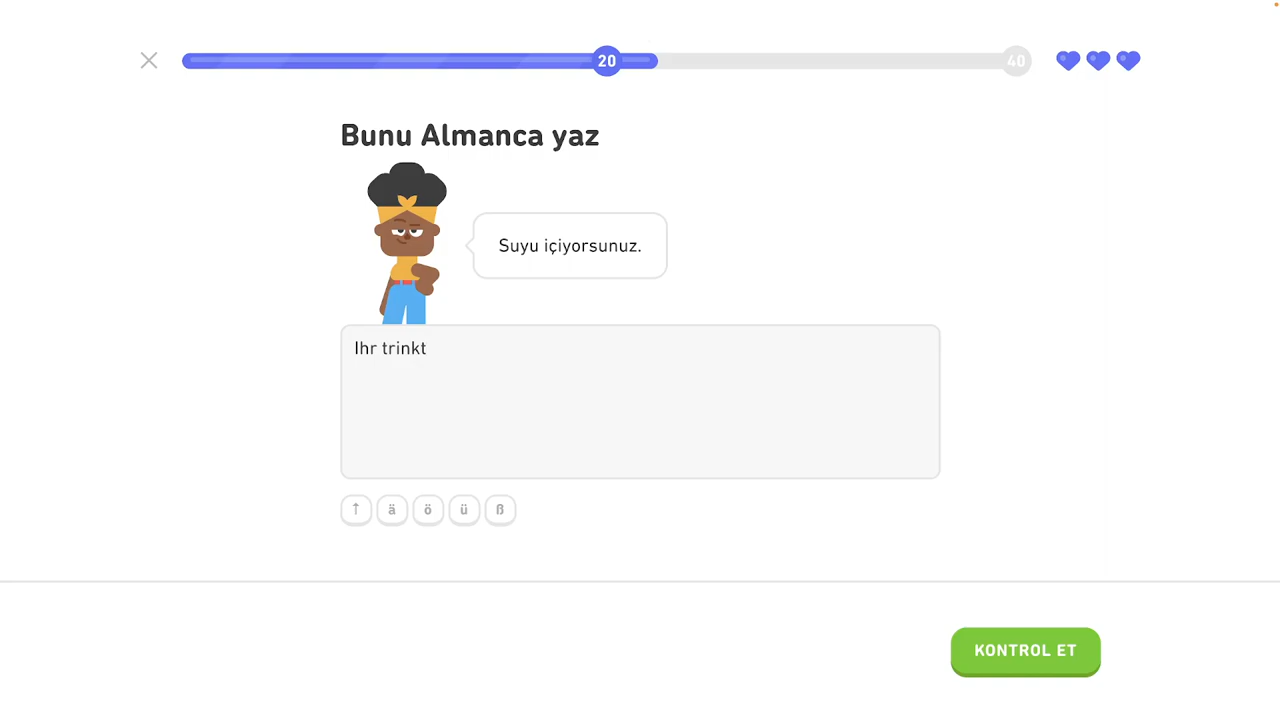 20
40
Bunu Almanca yaz
Suyu içiyorsunuz.
Ihr trinkt
↑ ä ö ü ß
KONTROL ET